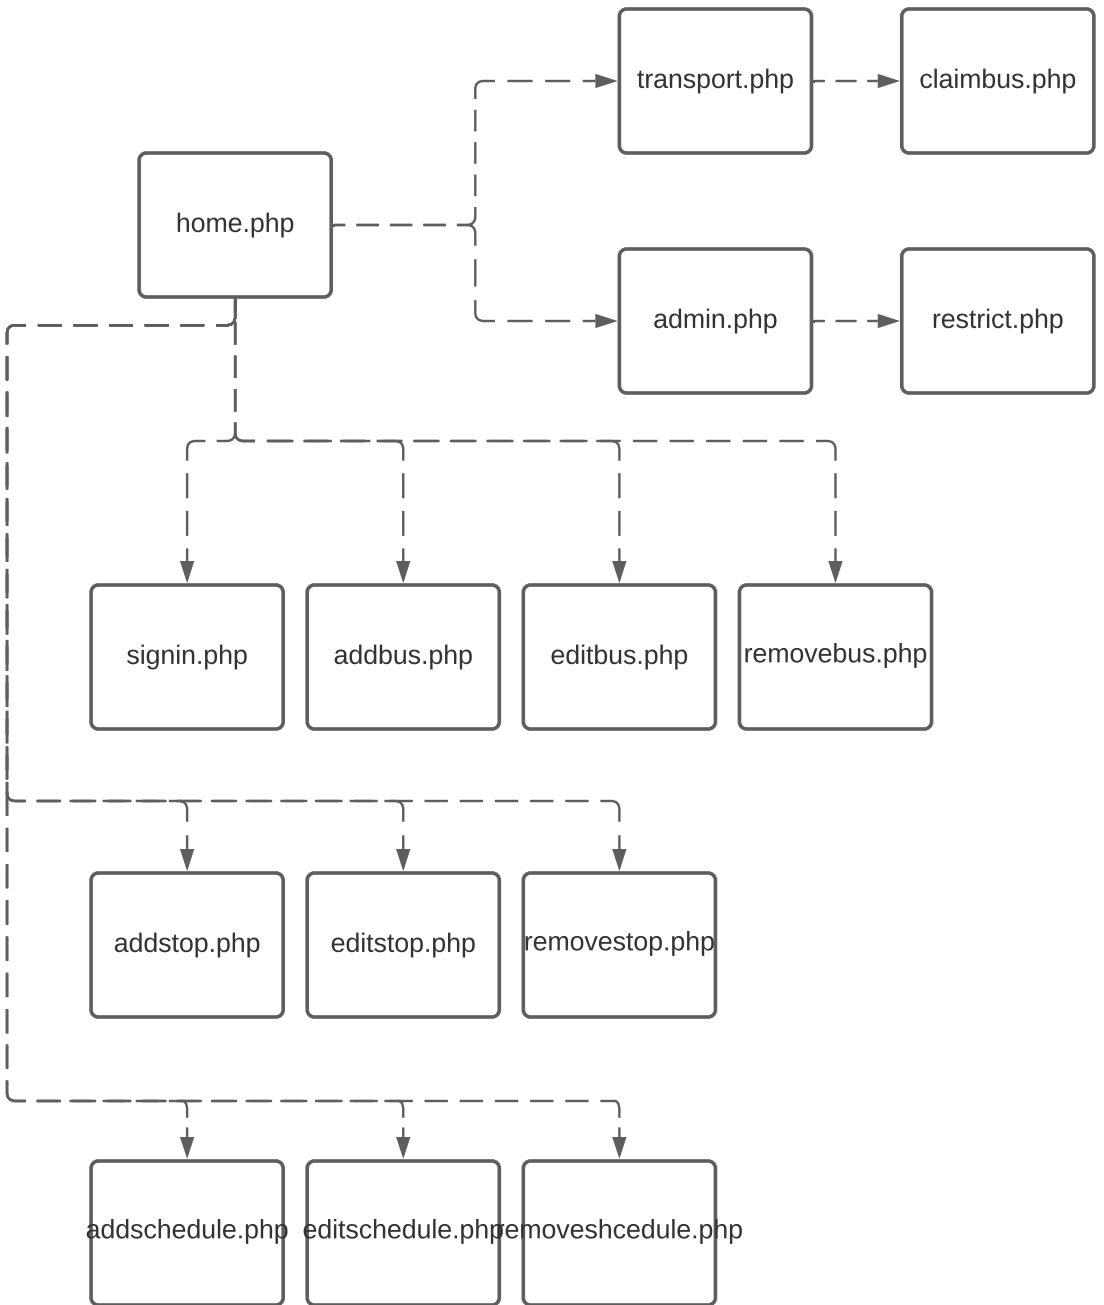 transport.php
claimbus.php
home.php
admin.php
restrict.php
signin.php
addbus.php
editbus.php
removebus.php
addstop.php
editstop.php
removestop.php
addschedule.php
editschedule.php
removeshcedule.php